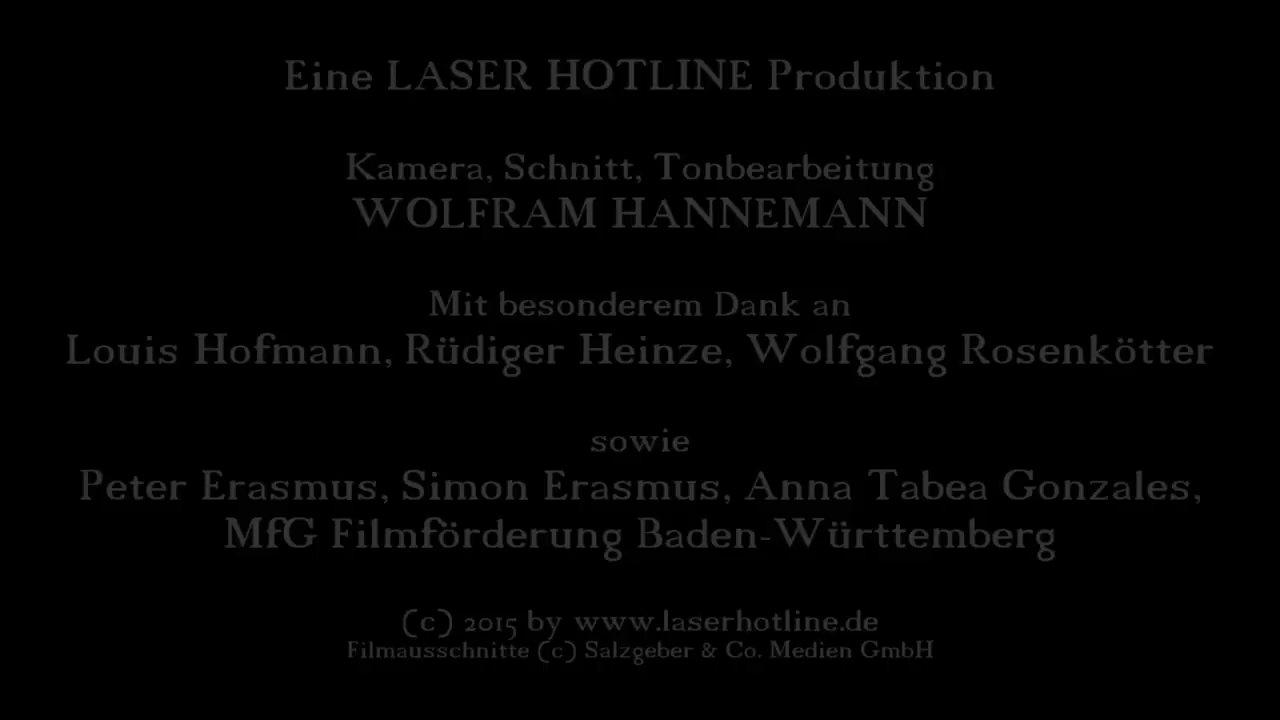 Eine LASER HOTLINE Produktion
Kamera, Schnitt, Tonbearbeitung
WOLFRAM HANNEMANN
Mit besonderem Dank an
Louis Hofmann, Rüdiger Heinze, Wolfgang Rosenkötter
sowie
Peter Erasmus, Simon Erasmus, Anna Tabea Gonzales,
MfG Filmförderung Baden-Württemberg
(c) 2015 by www.laserhotline.de
Filmausschnitte (c) Salzgeber & Co. Medien GmbH